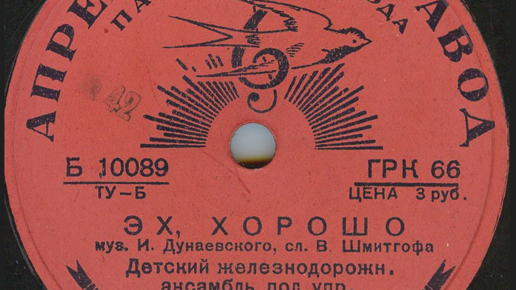 АПРЕ
АВОД
42
Б 10089
ТУ-Б
ГРК 66
ЦЕНА 3 руб.
ЭХ, ХОРОШО
муз. И. Дунаевского, сл. В. Шмитгофа
Детский железнодорожн.
ансамбль под упр.